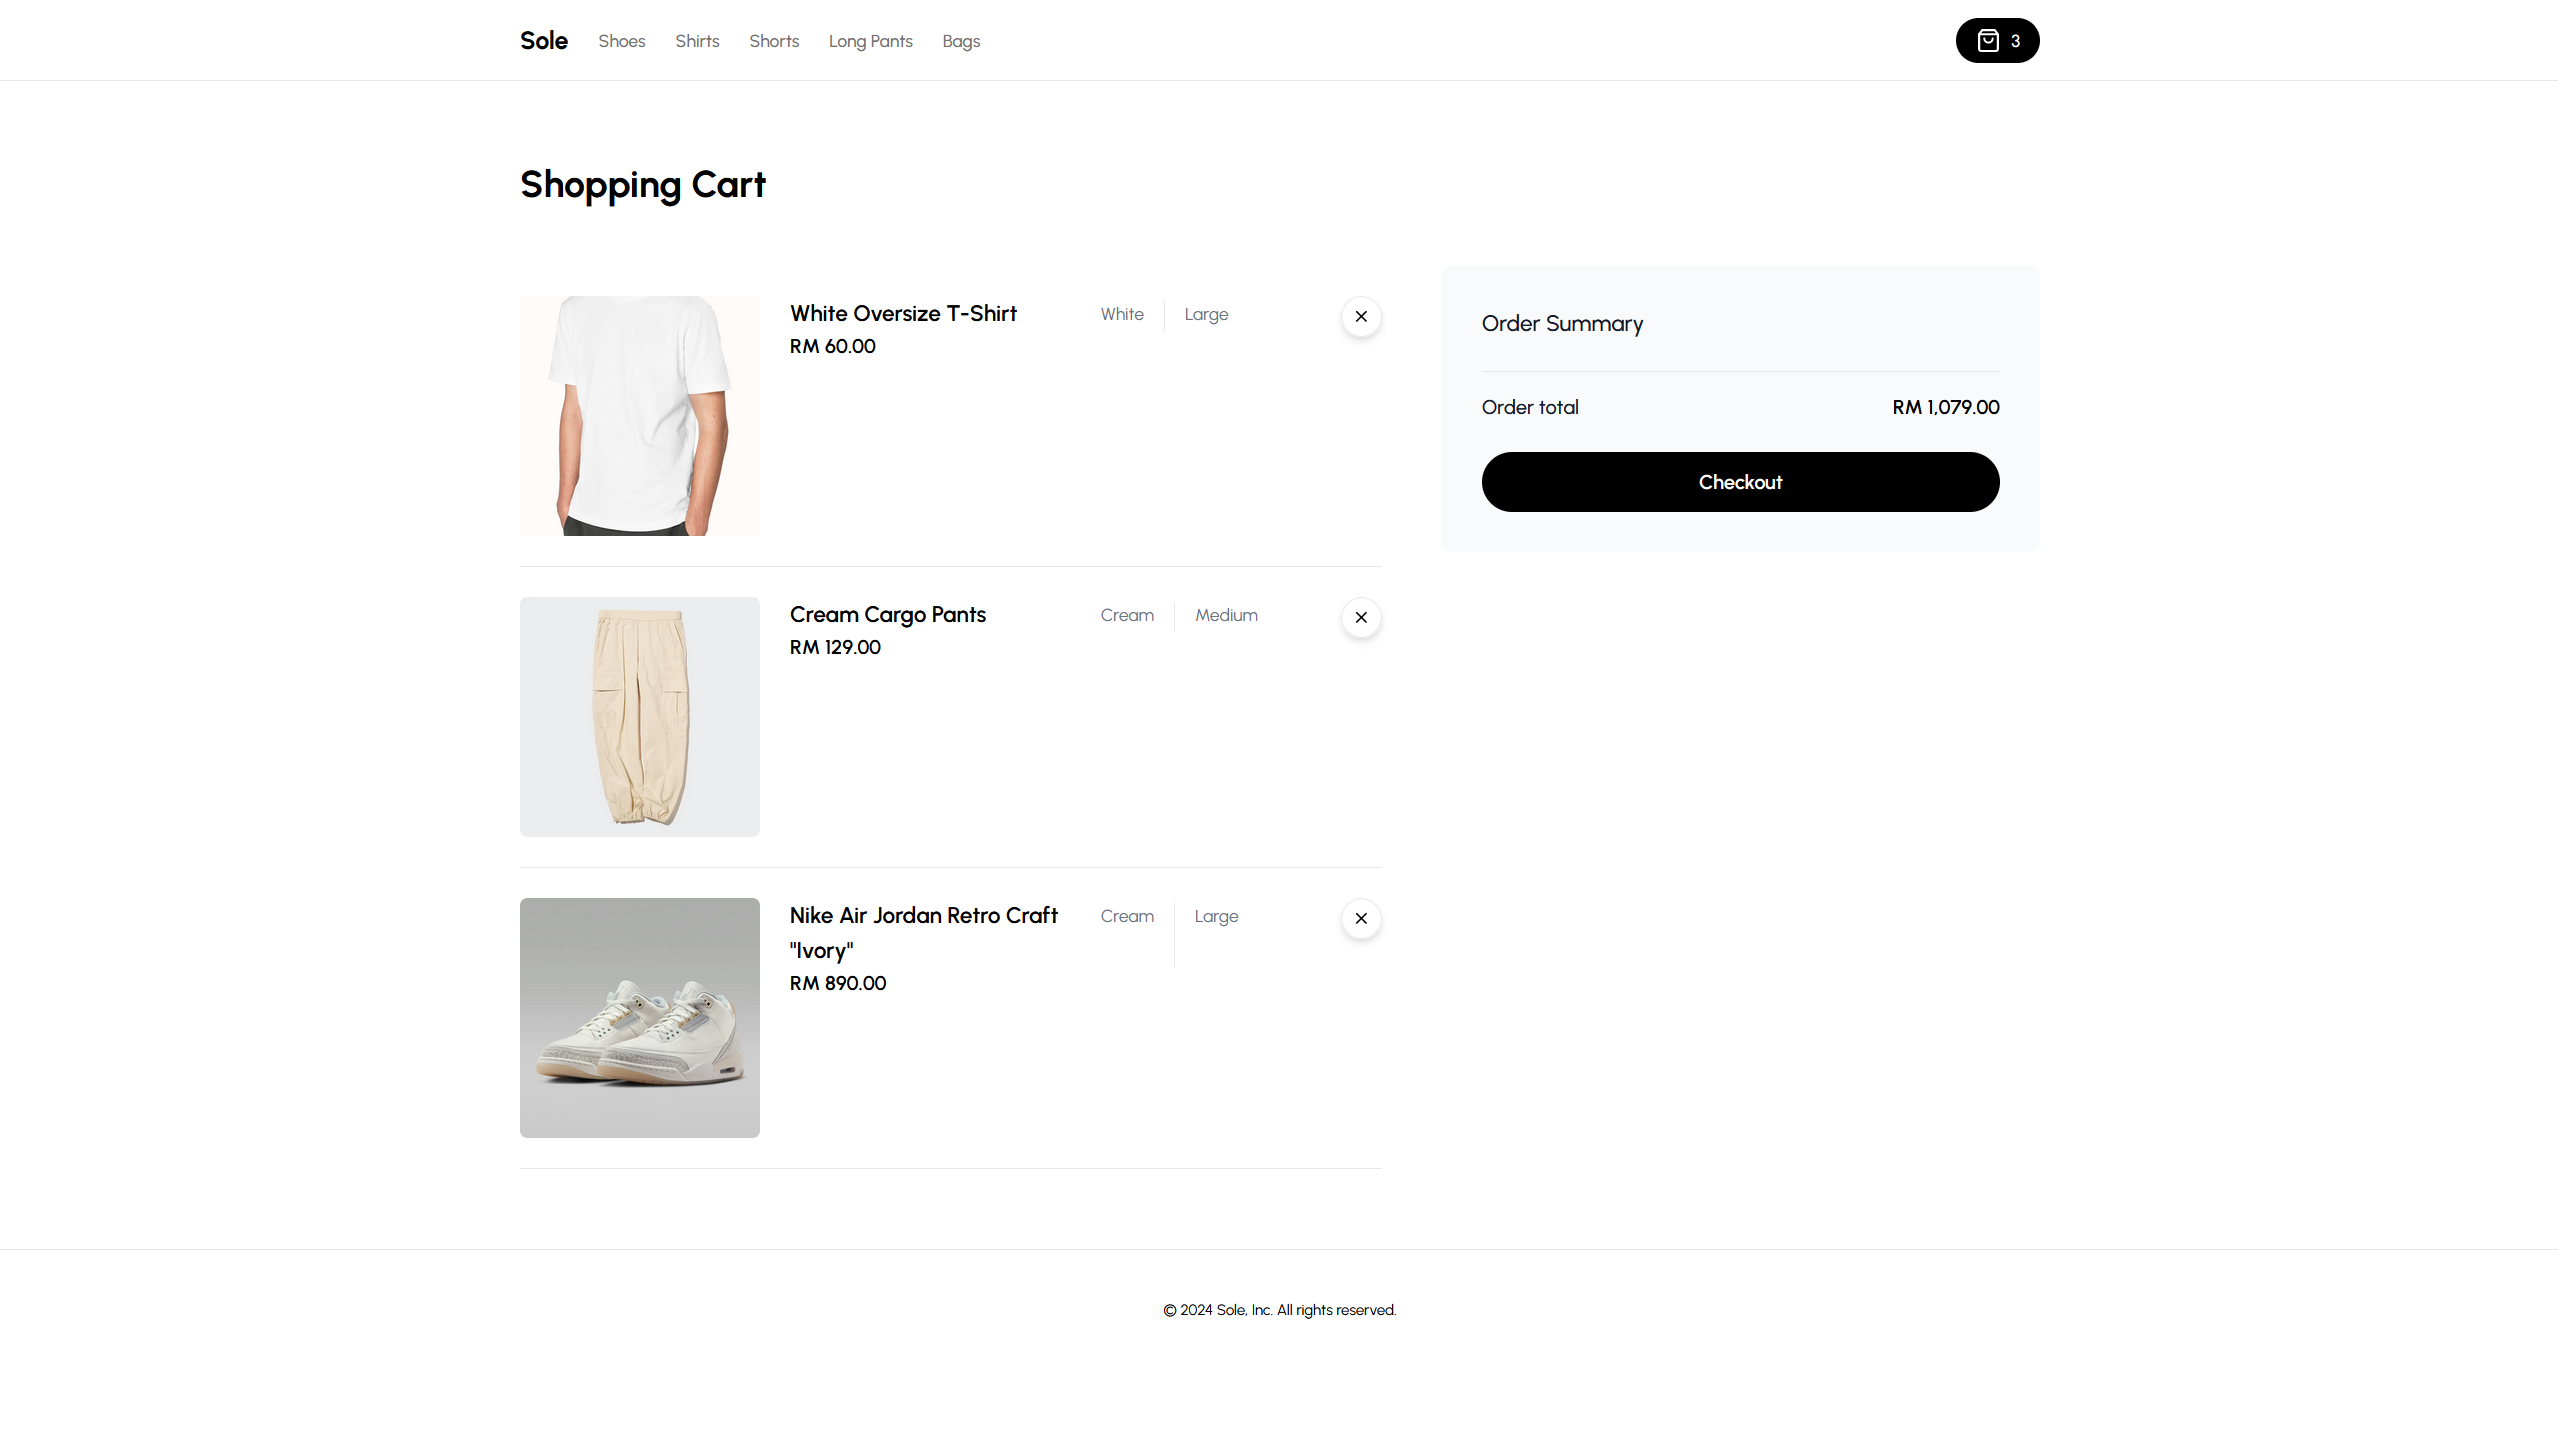 Sole Shoes Shirts Shorts Long Pants Bags 3
Shopping Cart
White Oversize T-Shirt White Large
RM 60.00
Cream Cargo Pants Cream Medium
RM 129.00
Nike Air Jordan Retro Craft Cream Large
"Ivory"
RM 890.00
Order Summary
Order total RM 1,079.00
Checkout
© 2024 Sole, Inc. All rights reserved.